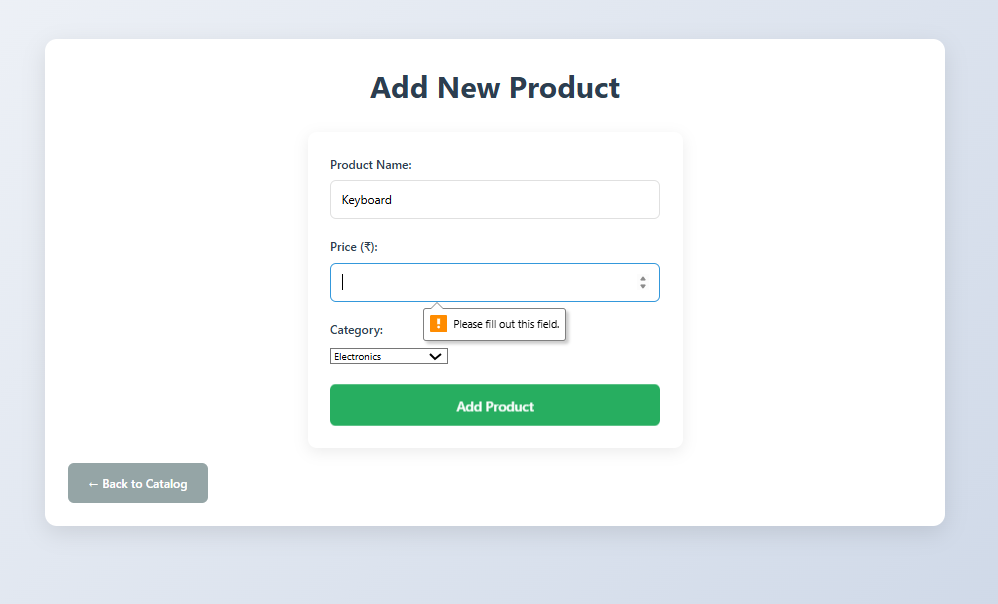 Add New Product
Product Name:
Keyboard
Price (₹):
! Please fill out this field.
Category:
Electronics
Add Product
← Back to Catalog